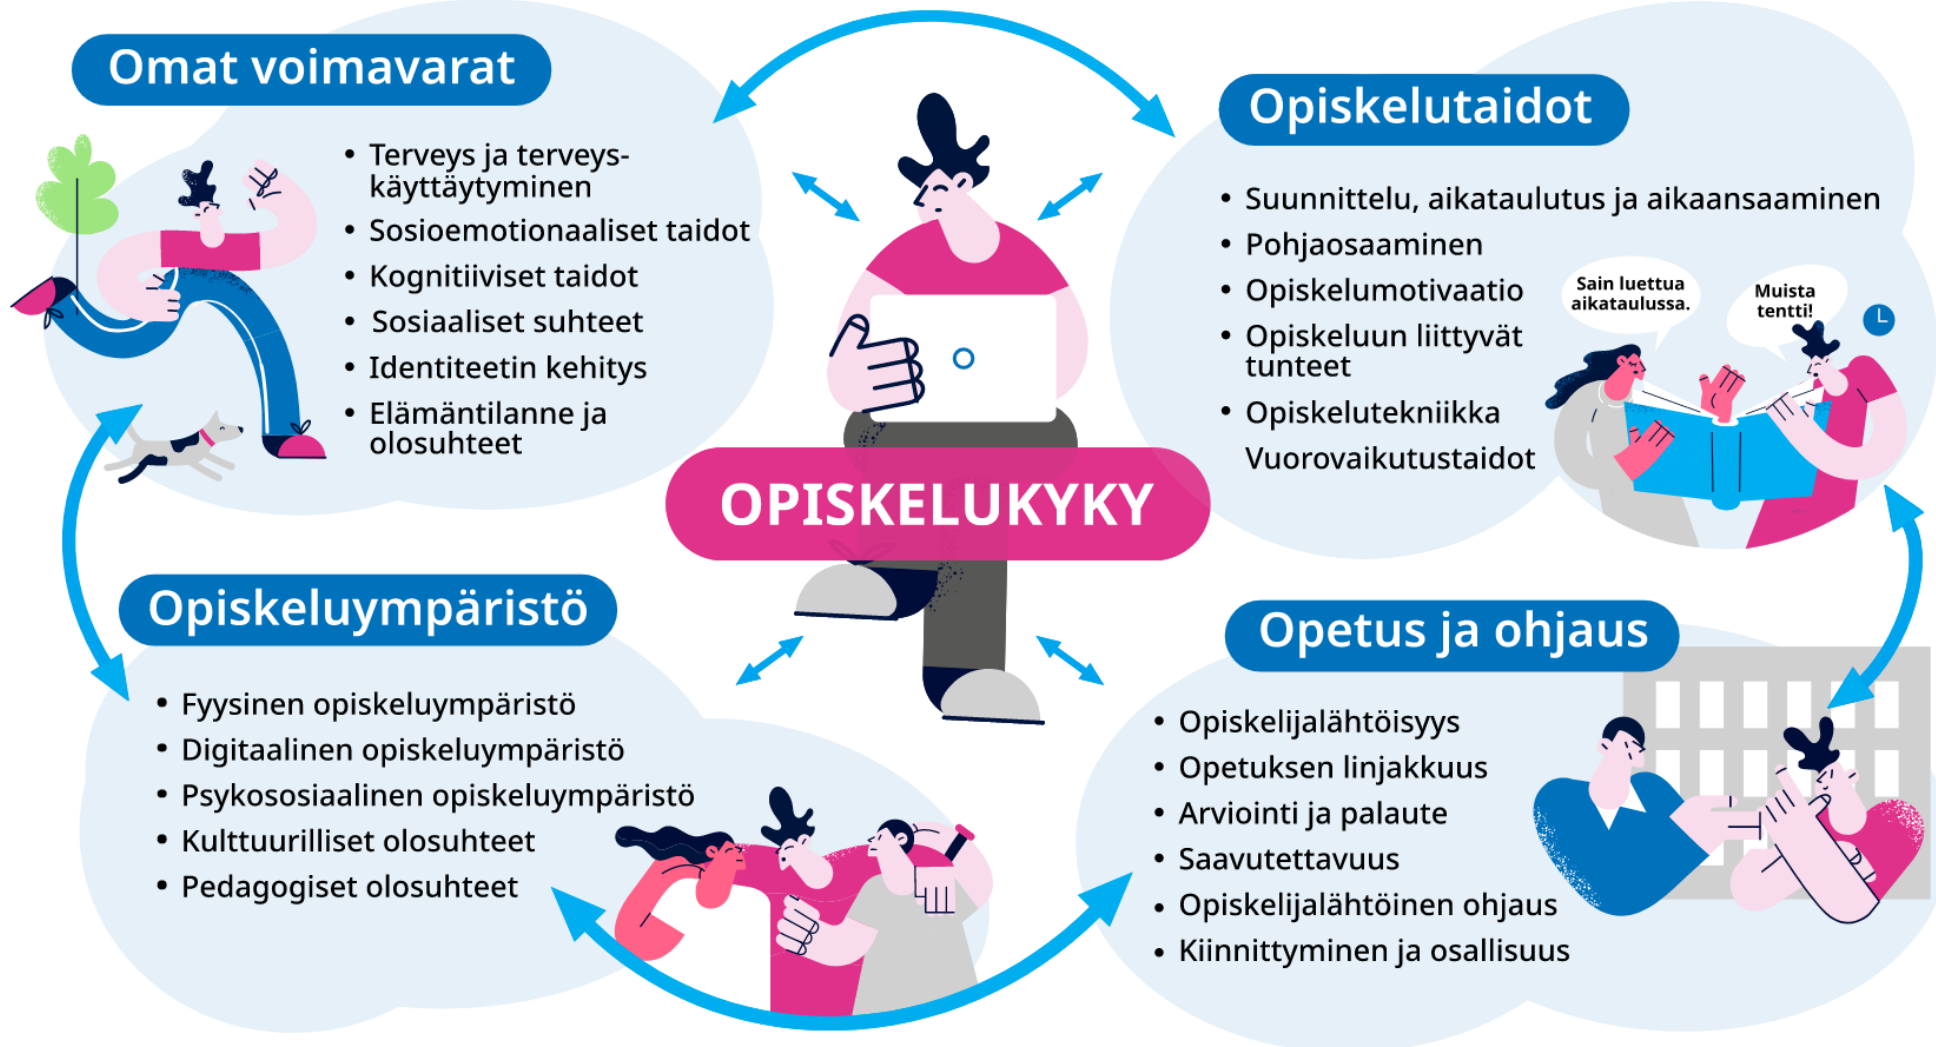 Omat voimavarat
• Terveys ja terveys-
käyttäytyminen
• Sosioemotionaaliset taidot
• Kognitiiviset taidot
• Sosiaaliset suhteet
• Identiteetin kehitys
• Elämäntilanne ja
olosuhteet
Opiskelutaidot
• Suunnittelu, aikataulutus ja aikaansaaminen
• Pohjaosaaminen
• Opiskelumotivaatio
• Opiskeluun liittyvät
tunteet
• Opiskelutekniikka
Vuorovaikutustaidot
Sain luettua
aikataulussa.
Muista
tentti!
OPISKELUKYKY
Opiskeluympäristö
• Fyysinen opiskeluympäristö
• Digitaalinen opiskeluympäristö
• Psykososiaalinen opiskeluympäristö
• Kulttuurilliset olosuhteet
• Pedagogiset olosuhteet
Opetus ja ohjaus
• Opiskelijalähtöisyys
• Opetuksen linjakkuus
• Arviointi ja palaute
• Saavutettavuus
• Opiskelijalähtöinen ohjaus
• Kiinnittyminen ja osallisuus